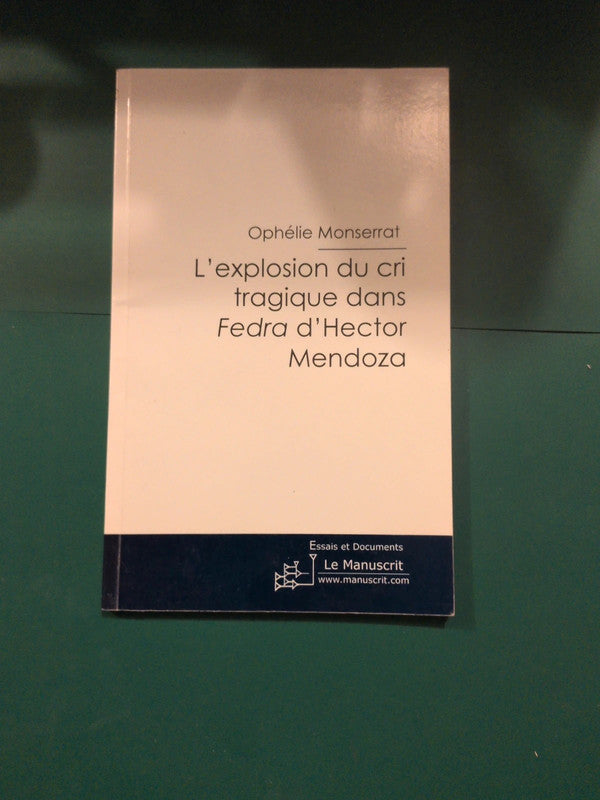 Ophélie Monserrat
L'explosion du cri
tragique dans
Fedra d'Hector
Mendoza
Essais et Documents
Le Manuscrit
www.manuscrit.com